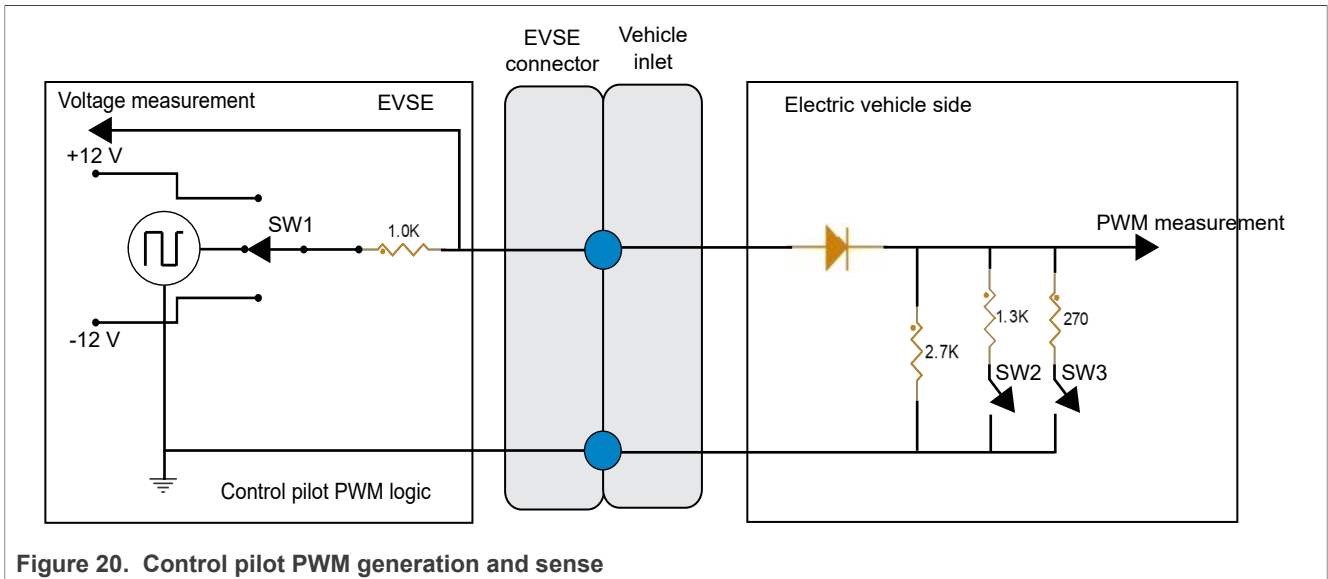 EVSE
connector
Vehicle
inlet
Voltage measurement
EVSE
+12 V
SW1
1.0K
-12 V
Control pilot PWM logic
Electric vehicle side
PWM measurement
2.7K
1.3K
270
SW2
SW3
Figure 20. Control pilot PWM generation and sense